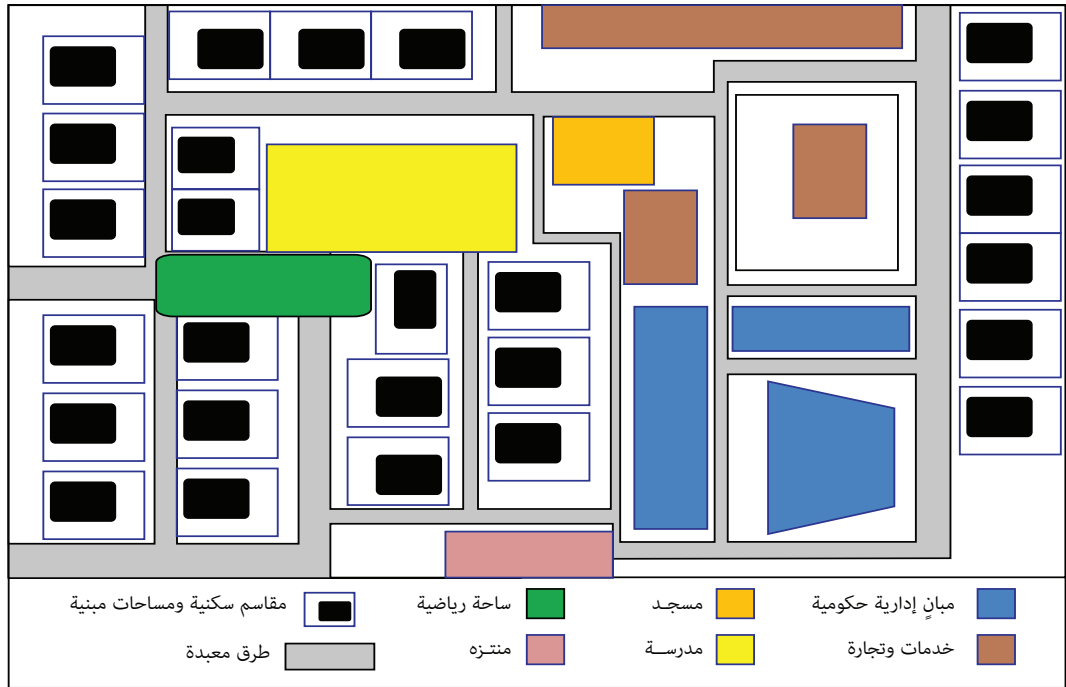 مبانٍ إدارية حكومية
مسجـد
ساحة رياضية
مقاسم سكنية ومساحات مبنية
خدمات وتجارة
مدرســة
منتـزه
طرق معبدة